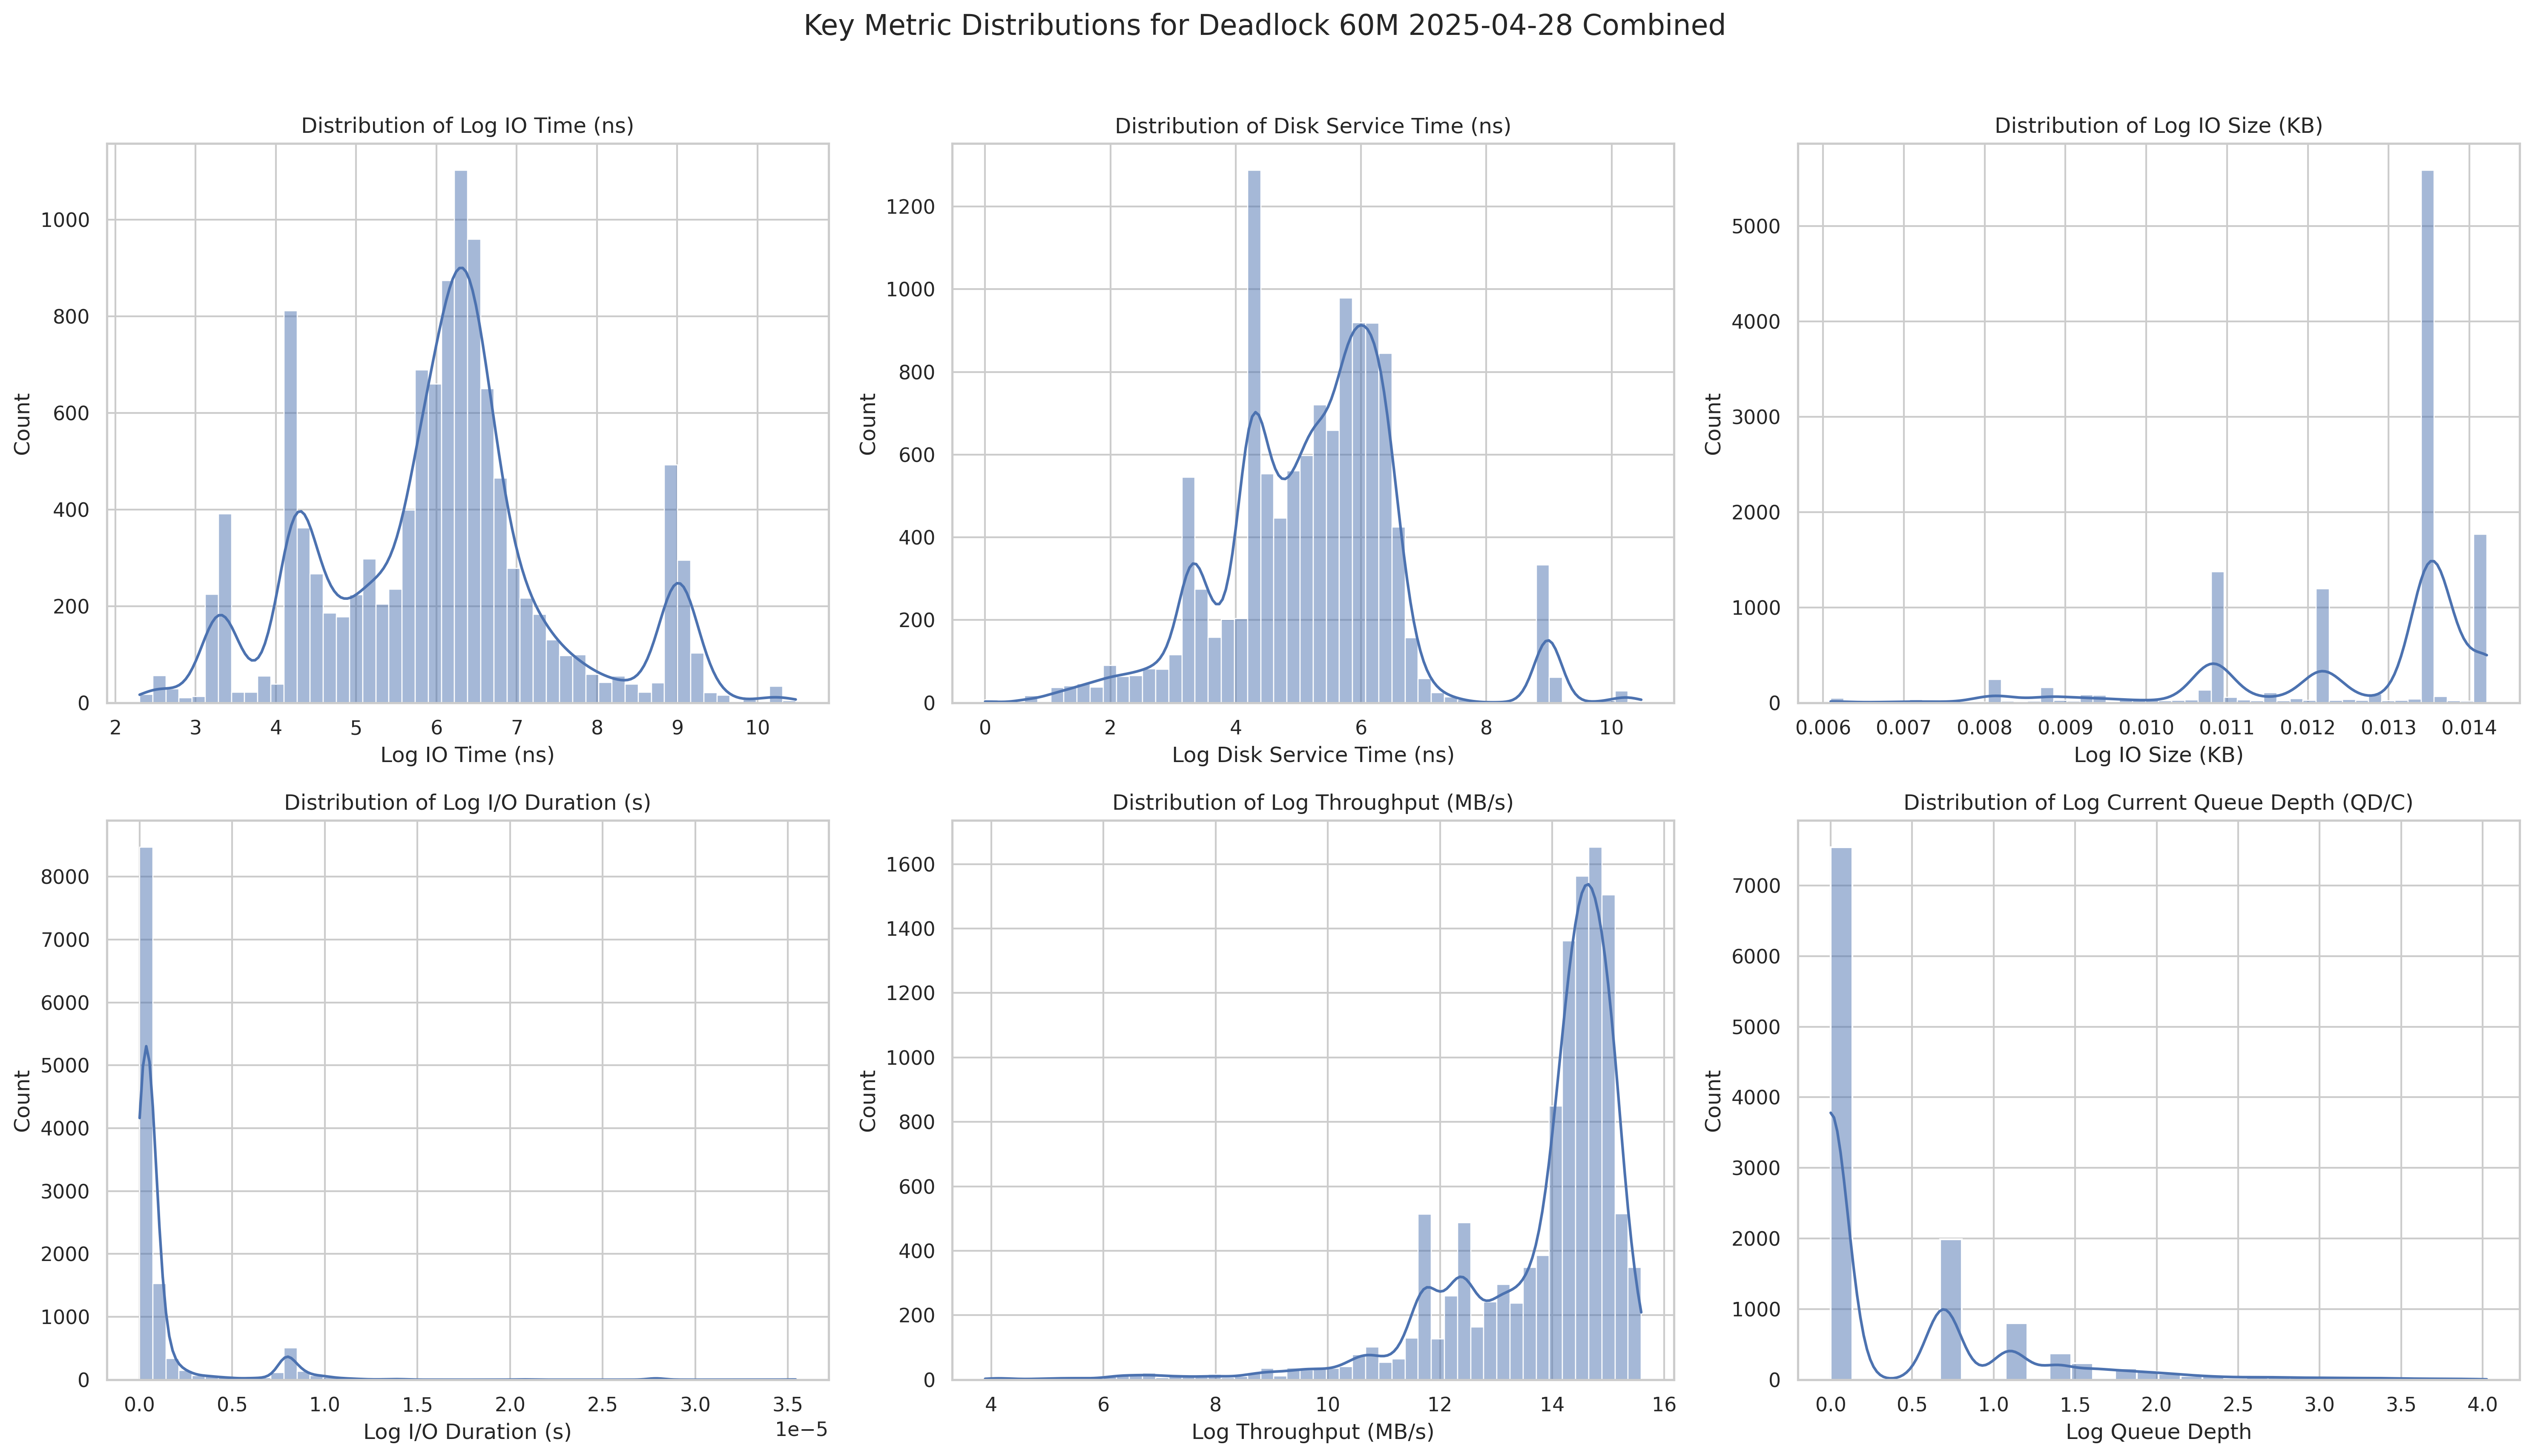 Key Metric Distributions for Deadlock 60M 2025-04-28 Combined
Distribution of Log IO Time (ns)
Count
1000
800
600
400
200
0
2 3 4 5 6 7 8 9 10
Log IO Time (ns)
Distribution of Disk Service Time (ns)
Count
1200
1000
800
600
400
200
0
0 2 4 6 8 10
Log Disk Service Time (ns)
Distribution of Log IO Size (KB)
Count
5000
4000
3000
2000
1000
0
0.006 0.007 0.008 0.009 0.010 0.011 0.012 0.013 0.014
Log IO Size (KB)
Distribution of Log I/O Duration (s)
Count
8000
7000
6000
5000
4000
3000
2000
1000
0
0.0 0.5 1.0 1.5 2.0 2.5 3.0 3.5
1e−5
Log I/O Duration (s)
Distribution of Log Throughput (MB/s)
Count
1600
1400
1200
1000
800
600
400
200
0
4 6 8 10 12 14 16
Log Throughput (MB/s)
Distribution of Log Current Queue Depth (QD/C)
Count
7000
6000
5000
4000
3000
2000
1000
0
0.0 0.5 1.0 1.5 2.0 2.5 3.0 3.5 4.0
Log Queue Depth